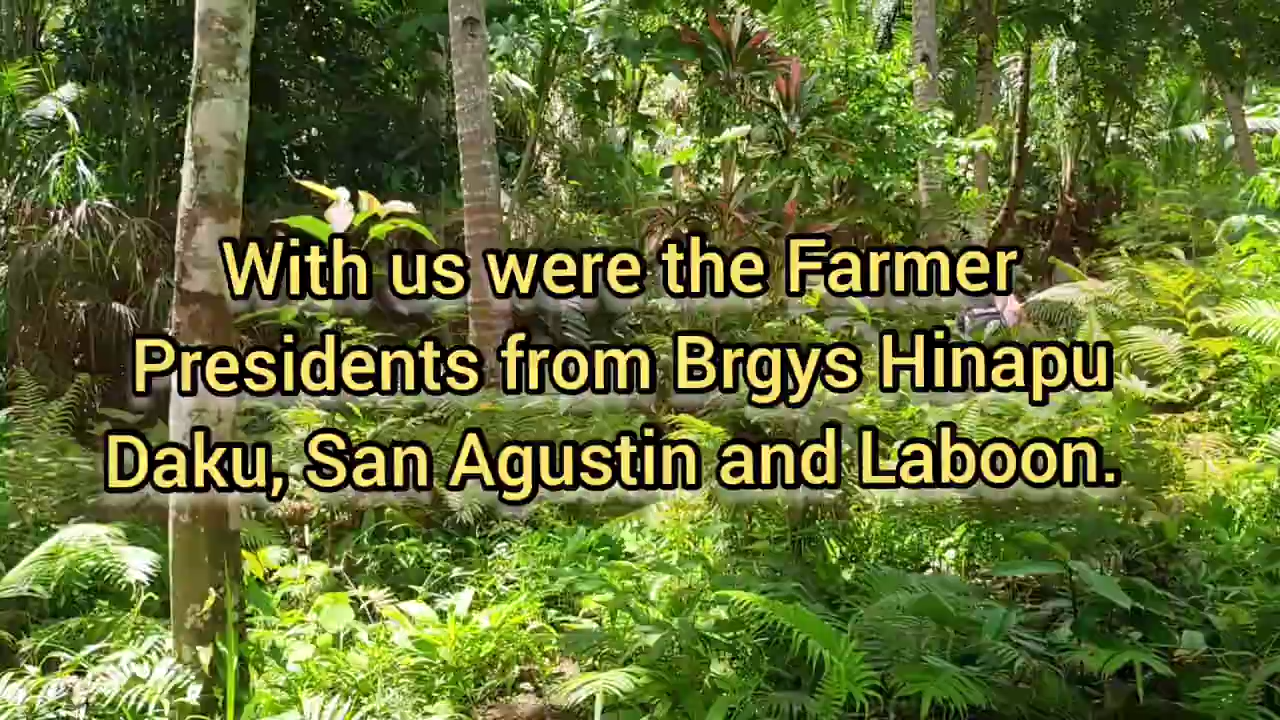 With us were the Farmer
Presidents from Brgys Hinapu
Daku, San Agustin and Laboon.